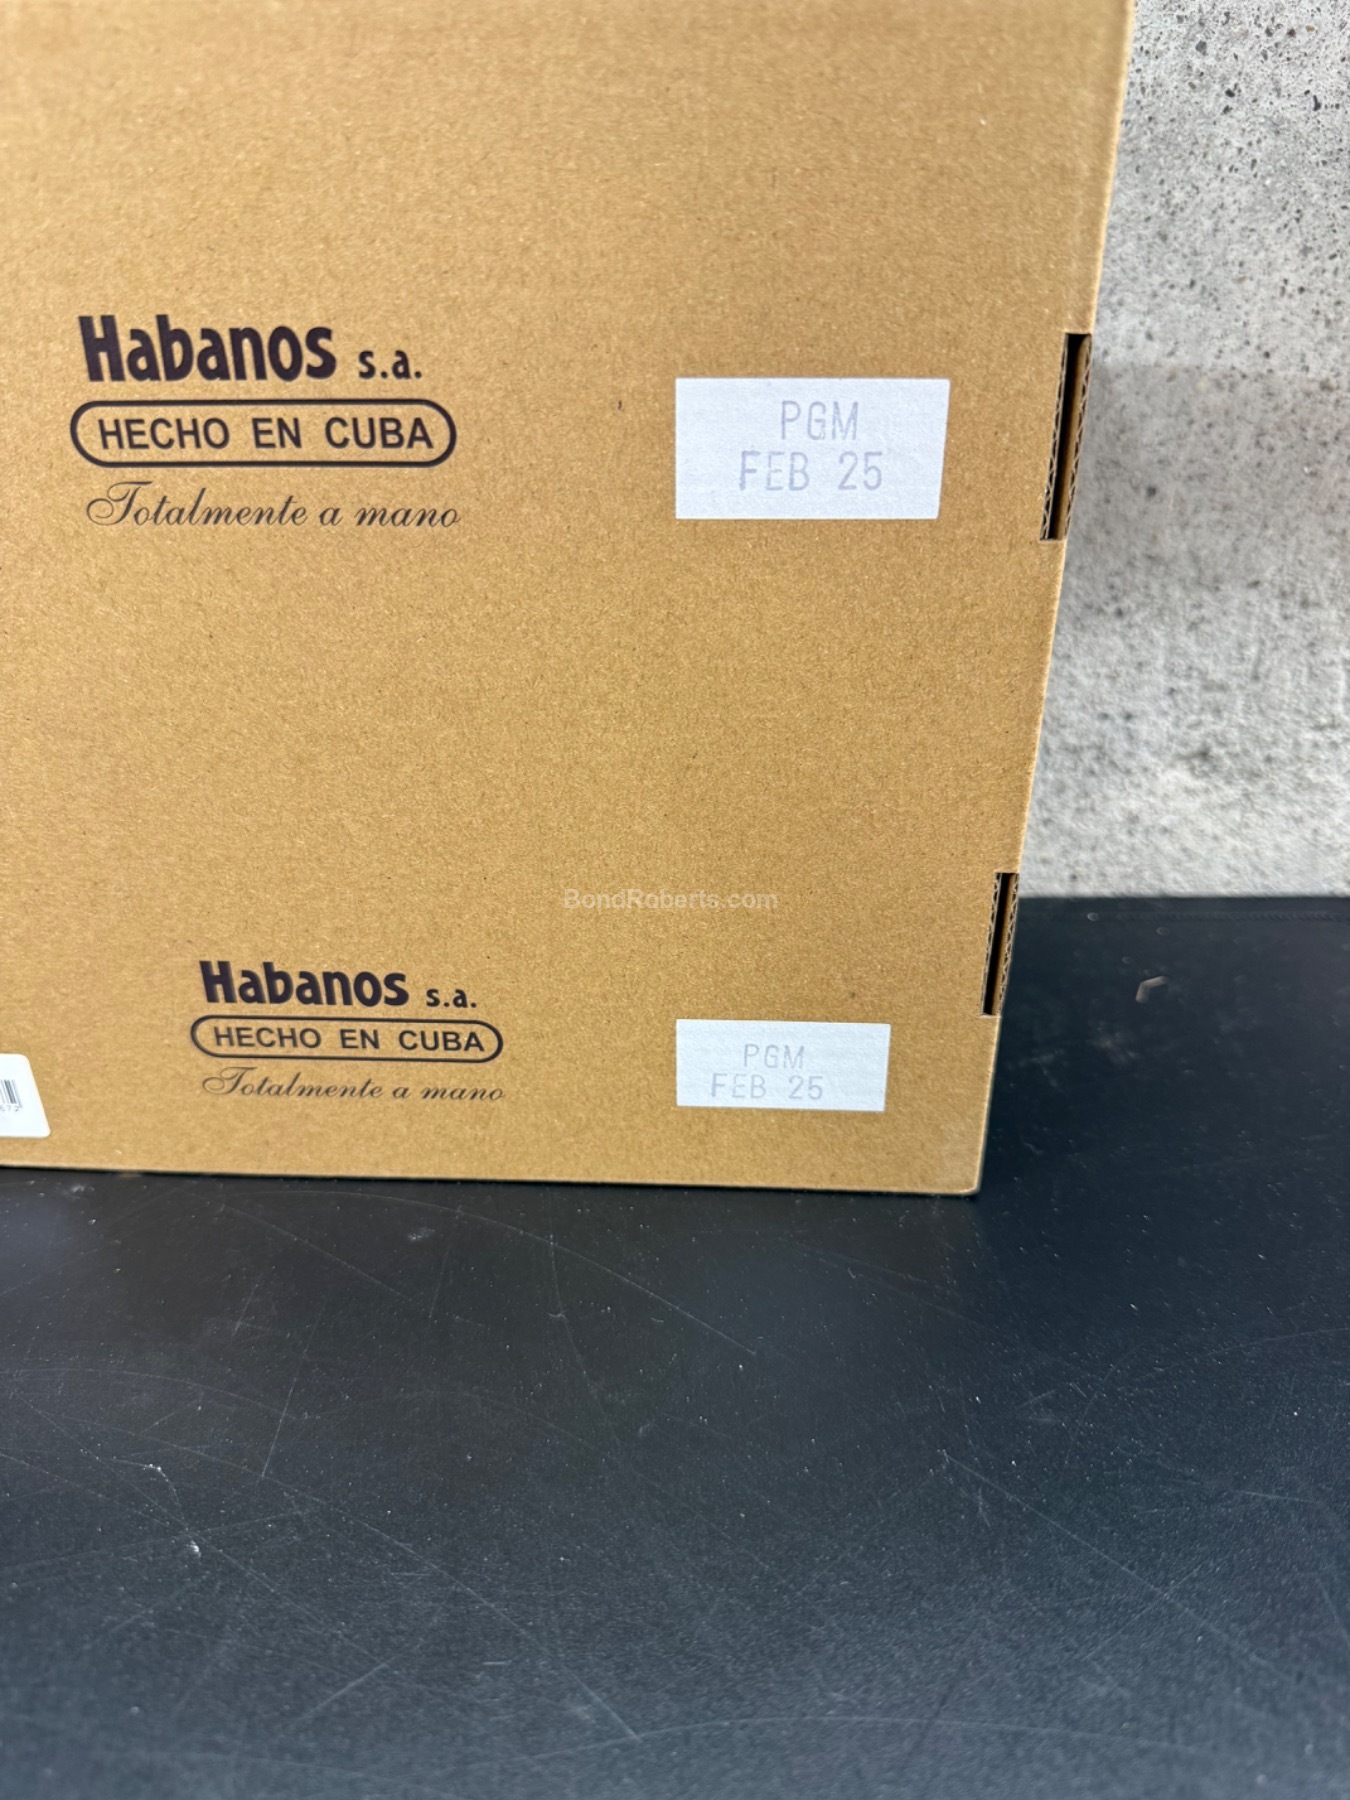 Habanos s.a.
HECHO EN CUBA
Totalmente a mano
PGM
FEB 25
BondRoberts.com
Habanos s.a.
HECHO EN CUBA
Totalmente a mano
PGM
FEB 25